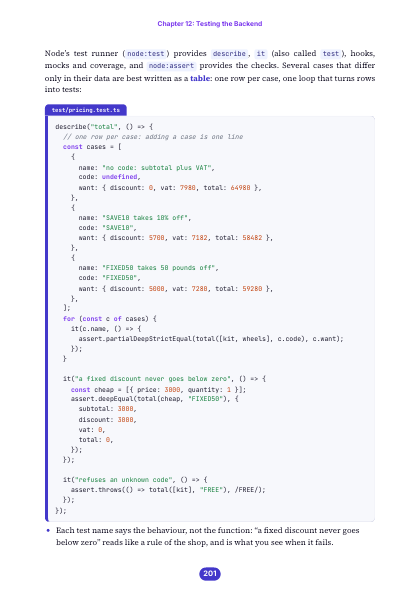 Chapter 12: Testing the Backend
Node's test runner (node:test) provides describe, it (also called test), hooks,
mocks and coverage, and node:assert provides the checks. Several cases that differ
only in their data are best written as a table: one row per case, one loop that turns rows
into tests:
test/pricing.test.ts
describe("total", () => {
  // one row per case: adding a case is one line
  const cases = [
    {
      name: "no code: subtotal plus VAT",
      code: undefined,
      want: { discount: 0, vat: 7980, total: 64980 },
    },
    {
      name: "SAVE10 takes 10% off",
      code: "SAVE10",
      want: { discount: 5700, vat: 7182, total: 58482 },
    },
    {
      name: "FIXED50 takes 50 pounds off",
      code: "FIXED50",
      want: { discount: 5000, vat: 7280, total: 59280 },
    },
  ];
  for (const c of cases) {
    it(c.name, () => {
      assert.partialDeepStrictEqual(total([kit, wheels], c.code), c.want);
    });
  }
  it("a fixed discount never goes below zero", () => {
    const cheap = [{ price: 3000, quantity: 1 }];
    assert.deepEqual(total(cheap, "FIXED50"), {
      subtotal: 3000,
      discount: 3000,
      vat: 0,
      total: 0,
    });
  });
  it("refuses an unknown code", () => {
    assert.throws(() => total([kit], "FREE"), /FREE/);
  });
});
• Each test name says the behaviour, not the function: "a fixed discount never goes
below zero" reads like a rule of the shop, and is what you see when it fails.
201